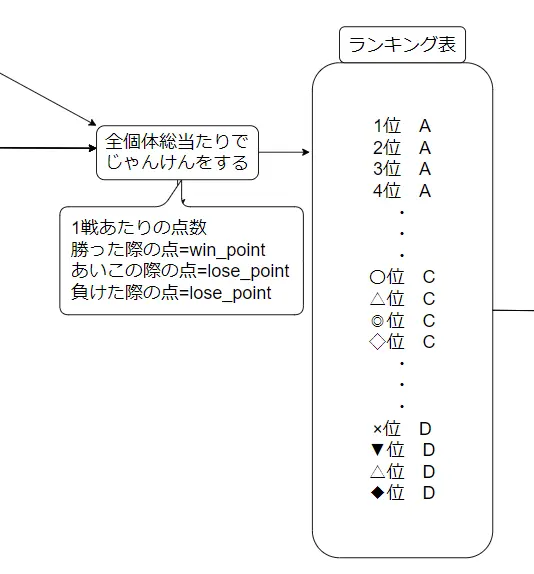 全個体総当たりで
じゃんけんをする
1戦あたりの点数
勝った際の点=win_point
あいこの際の点=lose_point
負けた際の点=lose_point
ランキング表
1位 A
2位 A
3位 A
4位 A
・
・
・
〇位 C
△位 C
◎位 C
◇位 C
・
・
・
×位 D
▼位 D
△位 D
◆位 D